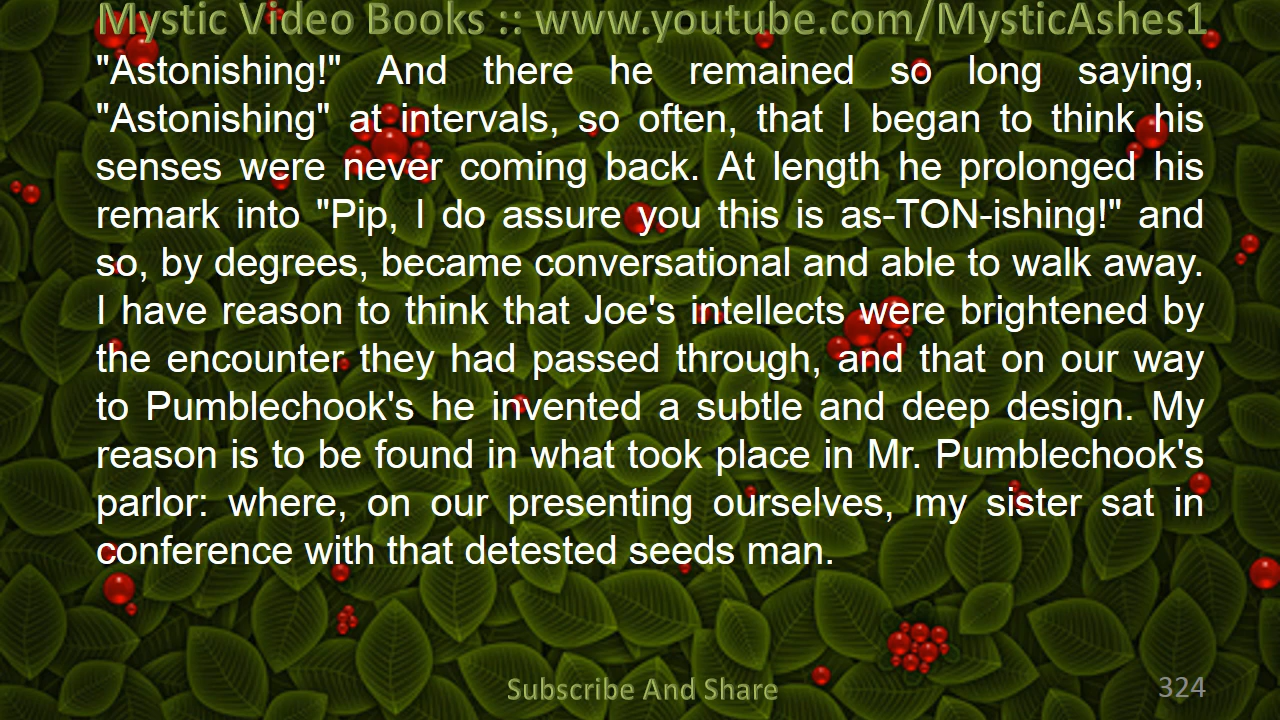 Mystic Video Books :: www.youtube.com/MysticAshes1
"Astonishing!" And there he remained so long saying,
"Astonishing" at intervals, so often, that I began to think his
senses were never coming back. At length he prolonged his
remark into "Pip, I do assure you this is as-TON-ishing!" and
so, by degrees, became conversational and able to walk away.
I have reason to think that Joe's intellects were brightened by
the encounter they had passed through, and that on our way
to Pumblechook's he invented a subtle and deep design. My
reason is to be found in what took place in Mr. Pumblechook's
parlor: where, on our presenting ourselves, my sister sat in
conference with that detested seeds man.
Subscribe And Share
324